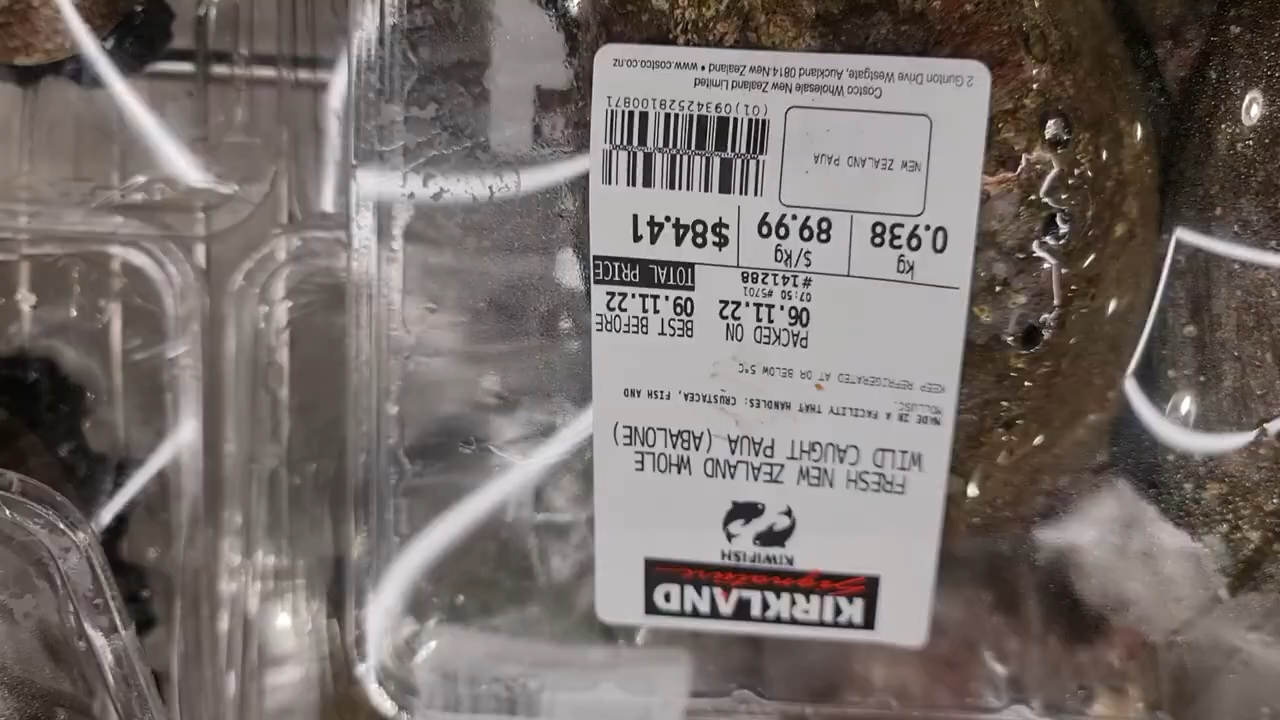 KIRKLAND
Signature
KIWIFISH
FRESH NEW ZEALAND WHOLE
WILD CAUGHT PAUA (ABALONE)
MADE IN A FACILITY THAT HANDLES: CRUSTACEA, FISH AND
MOLLUSC.
KEEP REFRIGERATED AT OR BELOW 5°C
PACKED ON BEST BEFORE
06.11.22 09.11.22
07:50 #5701
#141288 TOTAL PRICE
kg $/kg
0.938 89.99 $84.41
NEW ZEALAND PAUA
(01)09342528100871
Costco Wholesale New Zealand Limited
2 Gunton Drive Westgate, Auckland 0814 New Zealand • www.costco.co.nz